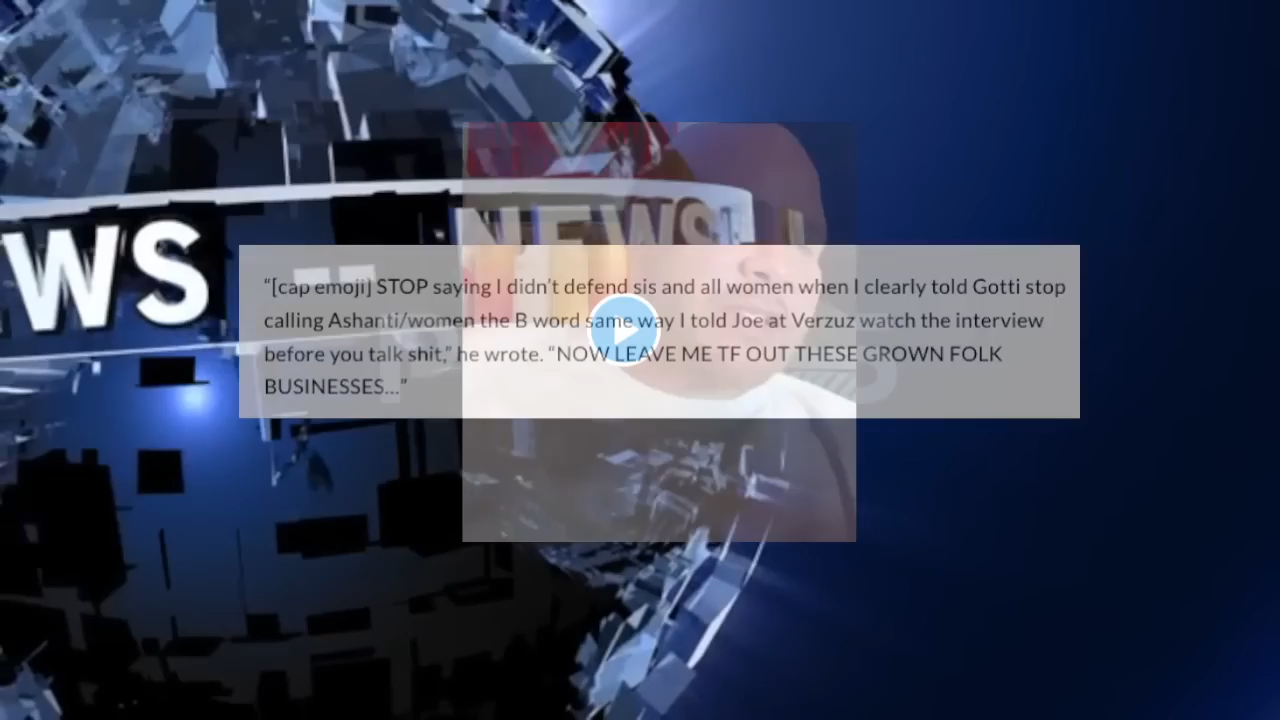 WS
NEWS
“[cap emoji] STOP saying I didn’t defend sis and all women when I clearly told Gotti stop
calling Ashanti/women the B word same way I told Joe at Verzuz watch the interview
before you talk shit,” he wrote. “NOW LEAVE ME TF OUT THESE GROWN FOLK
BUSINESSES…”